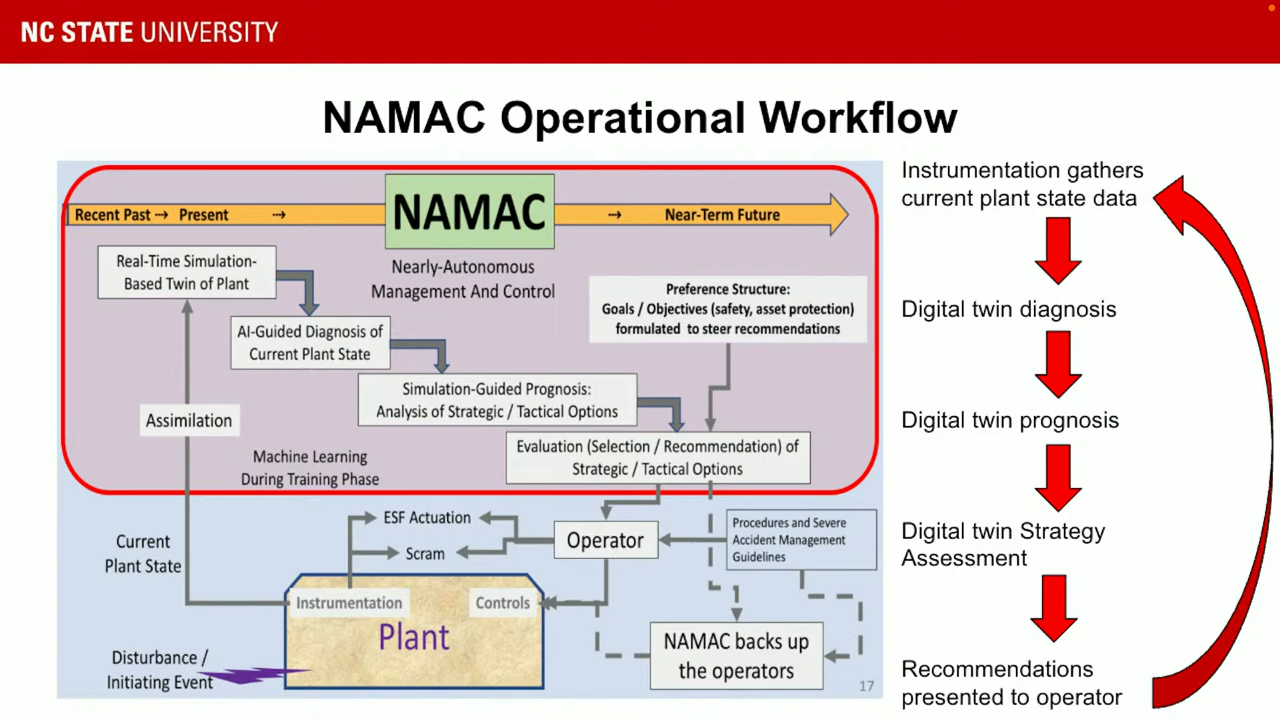 NC STATE UNIVERSITY
NAMAC Operational Workflow
Recent Past → Present → NAMAC → Near-Term Future
Nearly-Autonomous
Management And Control
Real-Time Simulation-
Based Twin of Plant
AI-Guided Diagnosis of
Current Plant State
Simulation-Guided Prognosis:
Analysis of Strategic / Tactical Options
Preference Structure:
Goals / Objectives (safety, asset protection)
formulated to steer recommendations
Evaluation (Selection / Recommendation) of
Strategic / Tactical Options
Assimilation
Machine Learning
During Training Phase
Current
Plant State
ESF Actuation
Scram
Operator
Procedures and Severe
Accident Management
Guidelines
Instrumentation
Controls
Plant
Disturbance /
Initiating Event
NAMAC backs up
the operators
17
Instrumentation gathers
current plant state data
Digital twin diagnosis
Digital twin prognosis
Digital twin Strategy
Assessment
Recommendations
presented to operator